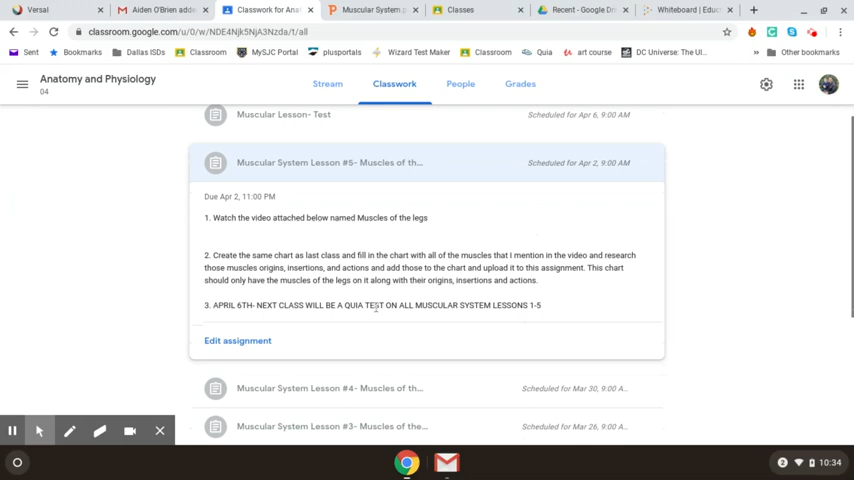 Versal
Aiden O'Brien adde
Classwork for Anat
Muscular System.p
Classes
Recent - Google Dr
Whiteboard | Educ
classroom.google.com/u/0/w/NDE4Njk5NjA3Nzda/t/all
Sent
Bookmarks
Dallas ISDs
Classroom
MySJC Portal
plusportals
Wizard Test Maker
Classroom
Quia
art course
DC Universe: The Ul...
Other bookmarks
Anatomy and Physiology
04
Stream
Classwork
People
Grades
Muscular Lesson- Test
Scheduled for Apr 6, 9:00 AM
Muscular System Lesson #5- Muscles of th...
Scheduled for Apr 2, 9:00 AM
Due Apr 2, 11:00 PM
1. Watch the video attached below named Muscles of the legs
2. Create the same chart as last class and fill in the chart with all of the muscles that I mention in the video and research
those muscles origins, insertions, and actions and add those to the chart and upload it to this assignment. This chart
should only have the muscles of the legs on it along with their origins, insertions and actions.
3. APRIL 6TH- NEXT CLASS WILL BE A QUIA TEST ON ALL MUSCULAR SYSTEM LESSONS 1-5
Edit assignment
Muscular System Lesson #4- Muscles of th...
Scheduled for Mar 30, 9:00 A...
Muscular System Lesson #3- Muscles of the...
Scheduled for Mar 26, 9:00 A...
2
10:34